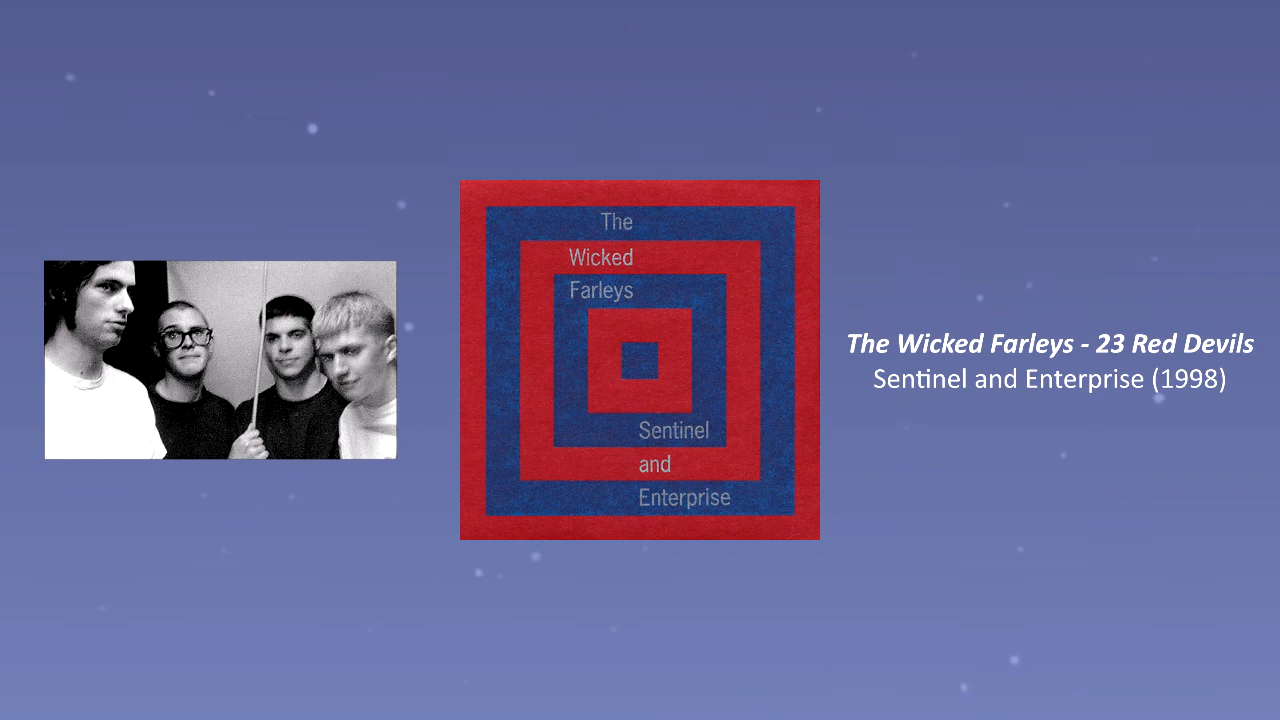 The
Wicked
Farleys
Sentinel
and
Enterprise
The Wicked Farleys - 23 Red Devils
Sentinel and Enterprise (1998)